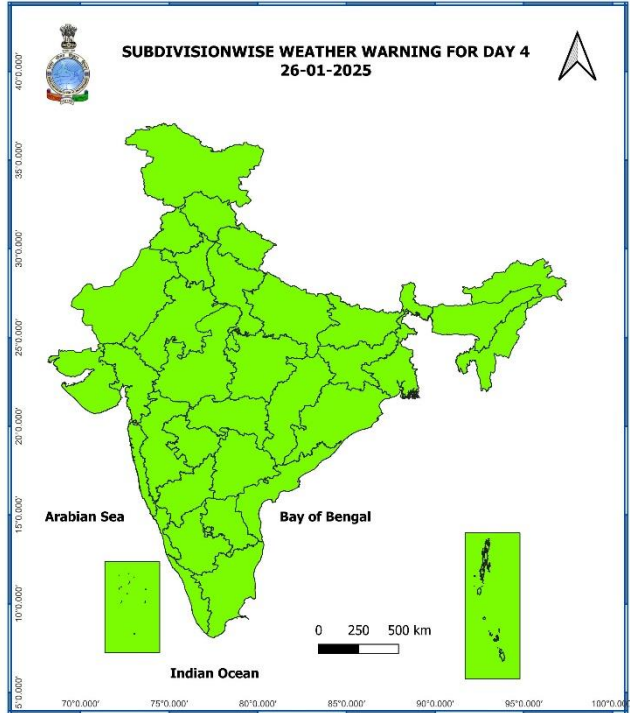 SUBDIVISIONWISE WEATHER WARNING FOR DAY 4
26-01-2025
40°0.000'
35°0.000'
30°0.000'
25°0.000'
20°0.000'
15°0.000'
10°0.000'
5°0.000'
Arabian Sea
Bay of Bengal
0 250 500 km
Indian Ocean
70°0.000' 75°0.000' 80°0.000' 85°0.000' 90°0.000' 95°0.000' 100°0.000'